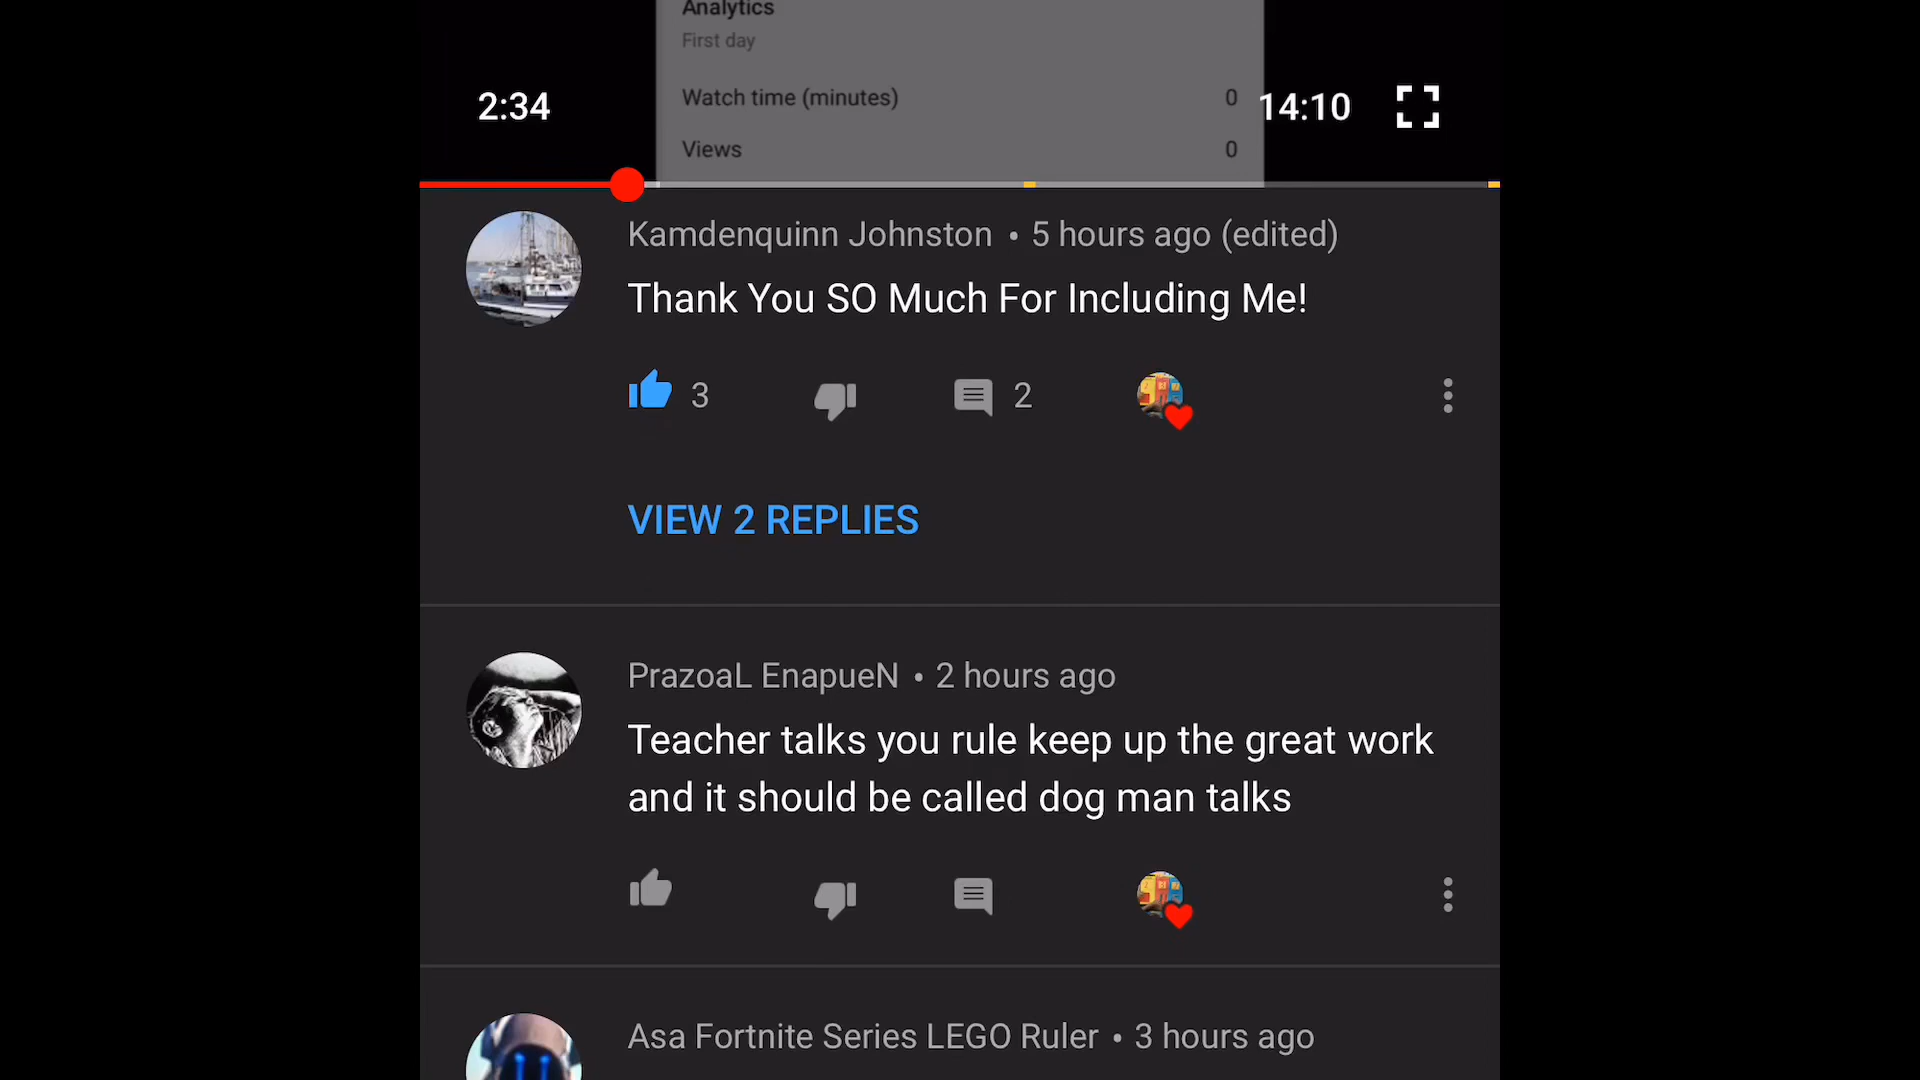 Analytics
First day
Watch time (minutes) 0
Views 0
2:34
14:10
Kamdenquinn Johnston • 5 hours ago (edited)
Thank You SO Much For Including Me!
3
2
VIEW 2 REPLIES
PrazoaL EnapueN • 2 hours ago
Teacher talks you rule keep up the great work
and it should be called dog man talks
Asa Fortnite Series LEGO Ruler • 3 hours ago